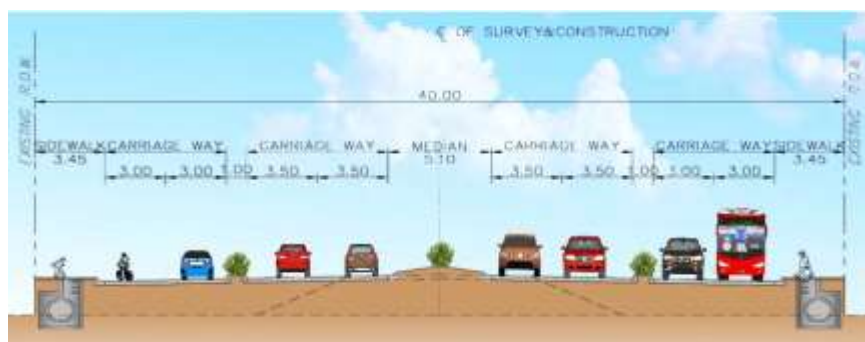 ℄ OF SURVEY&CONSTRUCTION
EXISTING R.O.W.
EXISTING R.O.W.
40.00
SIDEWALK CARRIAGE WAY CARRIAGE WAY MEDIAN CARRIAGE WAY CARRIAGE WAY SIDEWALK
3.45 5.10 3.45
3.00 3.00 1.00 3.50 3.50 3.50 3.50 1.00 3.00 3.00